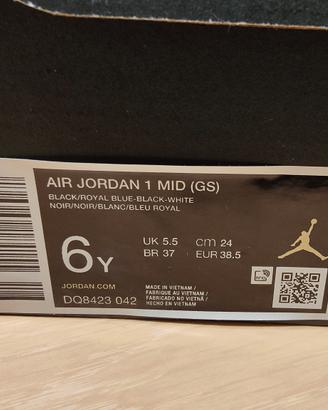 AIR JORDAN 1 MID (GS)
BLACK/ROYAL BLUE-BLACK-WHITE
NOIR/NOIR/BLANC/BLEU ROYAL
6Y
UK 5.5 cm 24
BR 37 EUR 38.5
JORDAN.COM
DQ8423 042
MADE IN VIETNAM /
FABRIQUE AU VIETNAM /
FABRICADO NO VIETNÃ /
HECHO EN VIETNAM